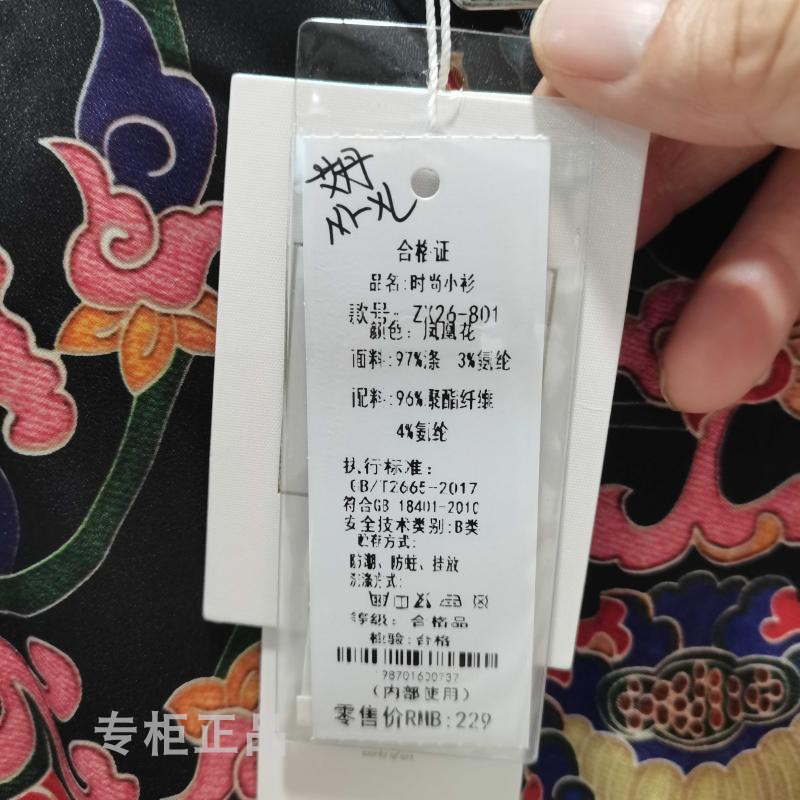 合格证
品名:时尚小衫
款号: ZX26-801
颜色: 凤凰花
面料:97%涤 3%氨纶
配料:96%聚酯纤维
4%氨纶
执行标准:
GB/T2665-2017
符合GB 18401-2010
安全技术类别:B类
贮存方式:
防潮、防蛀、挂放
洗涤方式:
等级: 合格品
检验:合格
98701600737
(内部使用)
零售价RMB:229
专柜正品